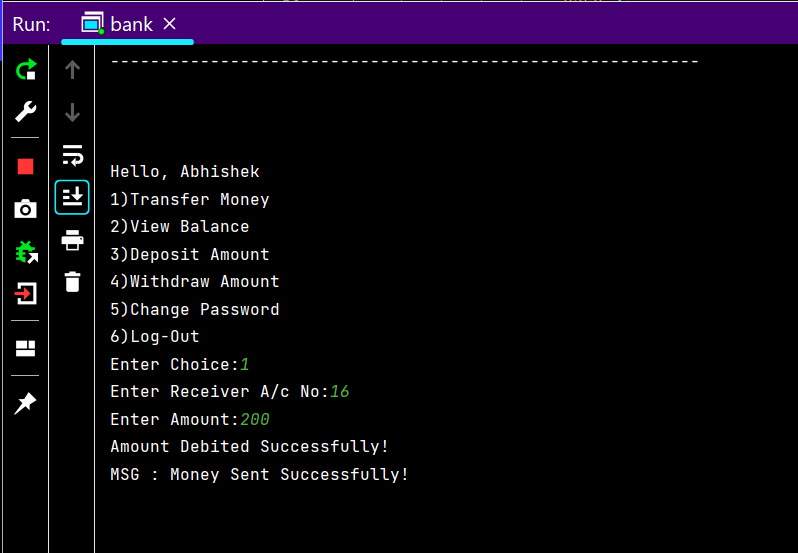 Run: bank
-----------------------------------------------------------
Hello, Abhishek
1)Transfer Money
2)View Balance
3)Deposit Amount
4)Withdraw Amount
5)Change Password
6)Log-Out
Enter Choice:1
Enter Receiver A/c No:16
Enter Amount:200
Amount Debited Successfully!
MSG : Money Sent Successfully!